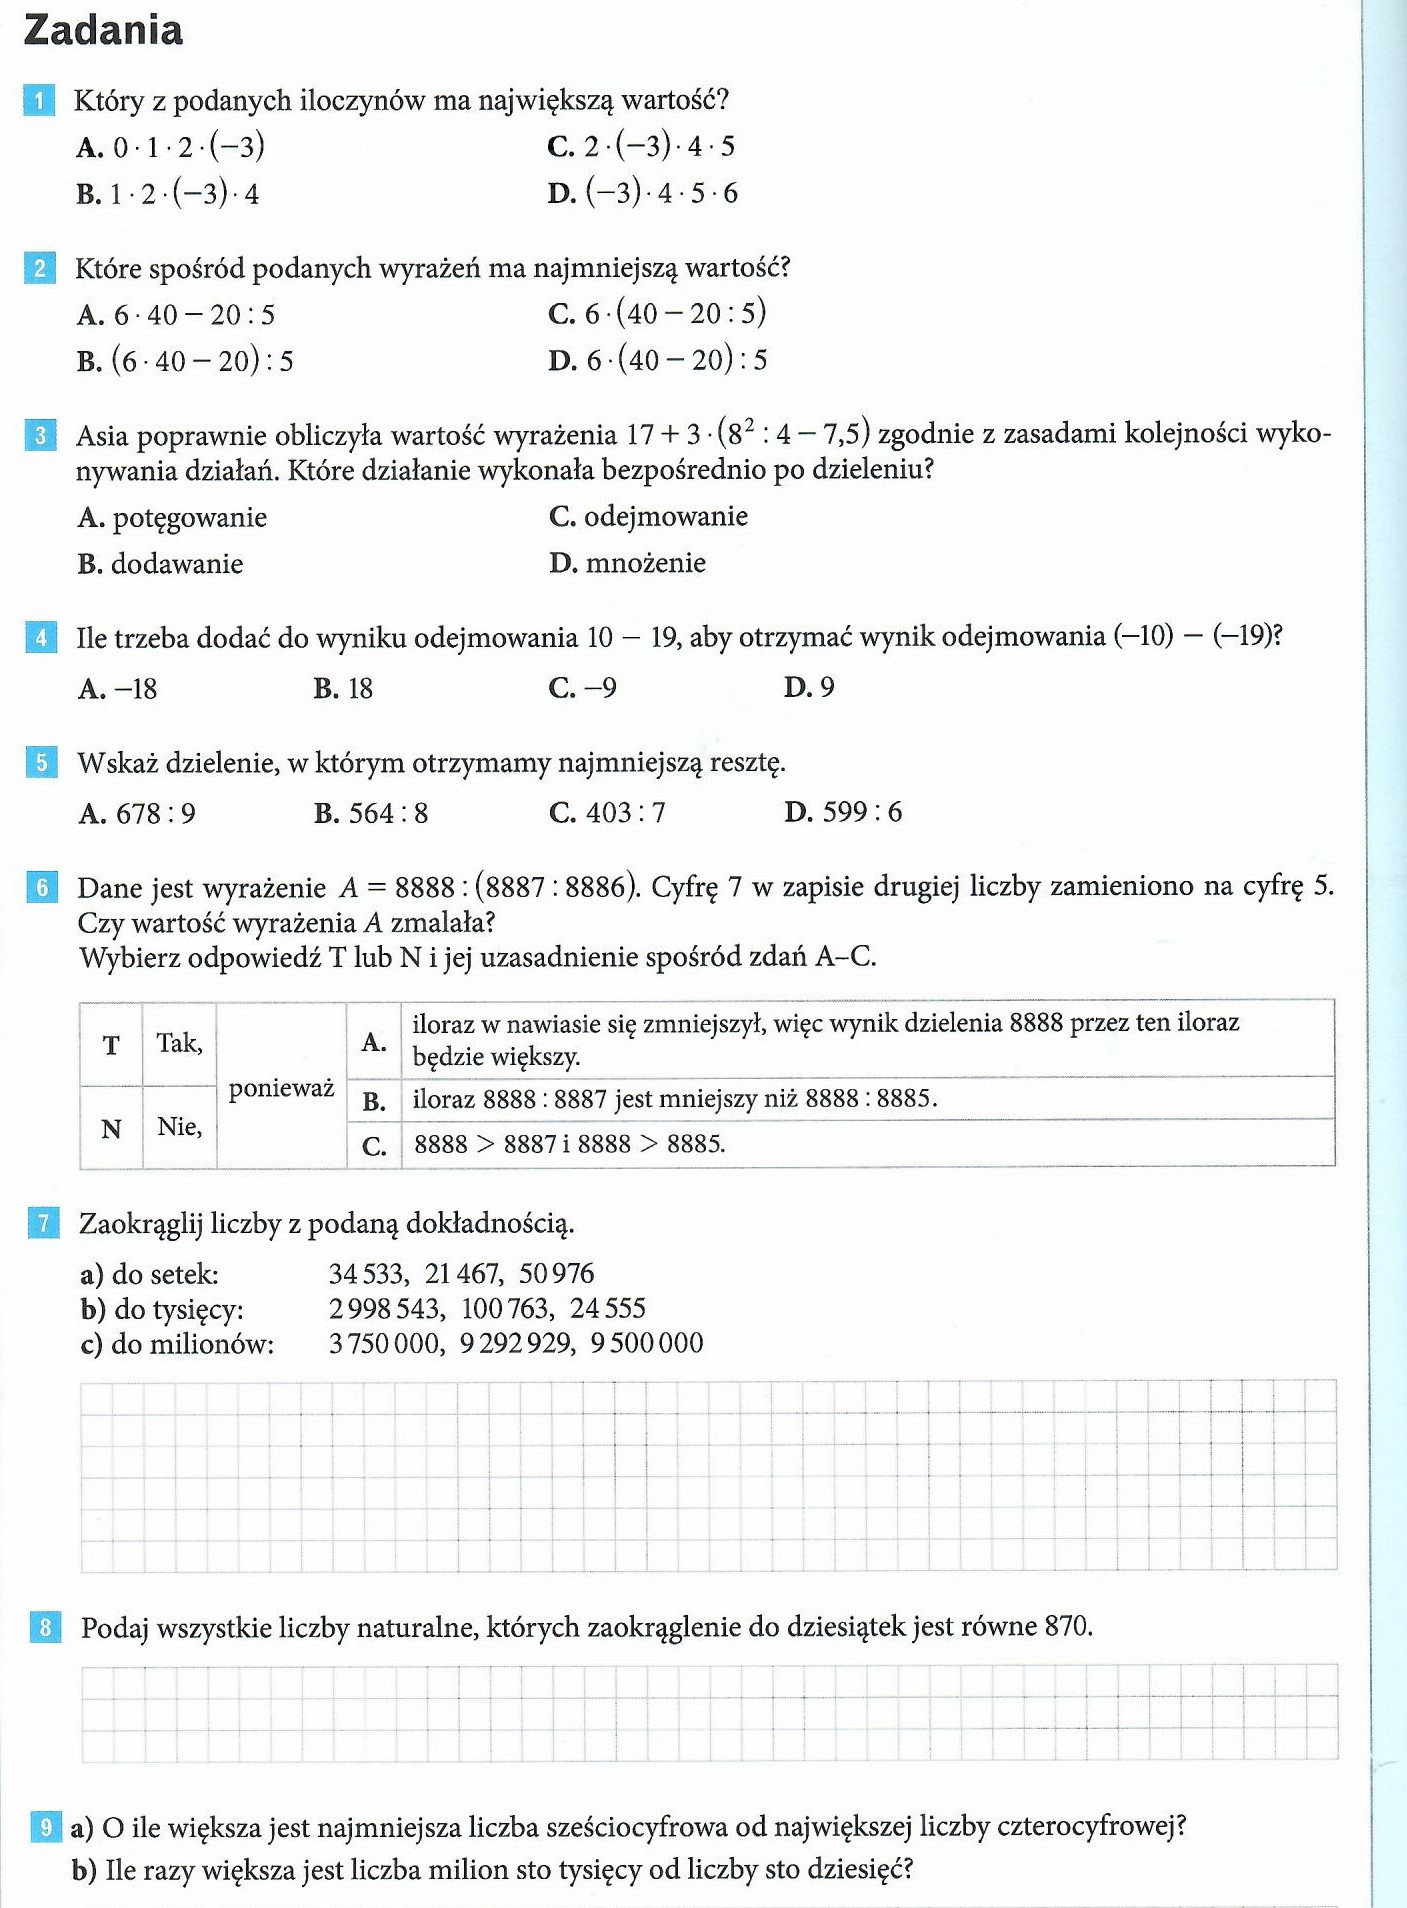 Zadania
1 Który z podanych iloczynów ma największą wartość?
A. 0 · 1 · 2 · (−3) C. 2 · (−3) · 4 · 5
B. 1 · 2 · (−3) · 4 D. (−3) · 4 · 5 · 6
2 Które spośród podanych wyrażeń ma najmniejszą wartość?
A. 6 · 40 − 20 : 5 C. 6 · (40 − 20 : 5)
B. (6 · 40 − 20) : 5 D. 6 · (40 − 20) : 5
3 Asia poprawnie obliczyła wartość wyrażenia 17 + 3 · (8² : 4 − 7,5) zgodnie z zasadami kolejności wyko-
nywania działań. Które działanie wykonała bezpośrednio po dzieleniu?
A. potęgowanie C. odejmowanie
B. dodawanie D. mnożenie
4 Ile trzeba dodać do wyniku odejmowania 10 − 19, aby otrzymać wynik odejmowania (−10) − (−19)?
A. −18 B. 18 C. −9 D. 9
5 Wskaż dzielenie, w którym otrzymamy najmniejszą resztę.
A. 678 : 9 B. 564 : 8 C. 403 : 7 D. 599 : 6
6 Dane jest wyrażenie A = 8888 : (8887 : 8886). Cyfrę 7 w zapisie drugiej liczby zamieniono na cyfrę 5.
Czy wartość wyrażenia A zmalała?
Wybierz odpowiedź T lub N i jej uzasadnienie spośród zdań A–C.
T Tak,
N Nie,
ponieważ
A. iloraz w nawiasie się zmniejszył, więc wynik dzielenia 8888 przez ten iloraz
będzie większy.
B. iloraz 8888 : 8887 jest mniejszy niż 8888 : 8885.
C. 8888 > 8887 i 8888 > 8885.
7 Zaokrąglij liczby z podaną dokładnością.
a) do setek: 34 533, 21 467, 50 976
b) do tysięcy: 2 998 543, 100 763, 24 555
c) do milionów: 3 750 000, 9 292 929, 9 500 000
8 Podaj wszystkie liczby naturalne, których zaokrąglenie do dziesiątek jest równe 870.
9 a) O ile większa jest najmniejsza liczba sześciocyfrowa od największej liczby czterocyfrowej?
b) Ile razy większa jest liczba milion sto tysięcy od liczby sto dziesięć?